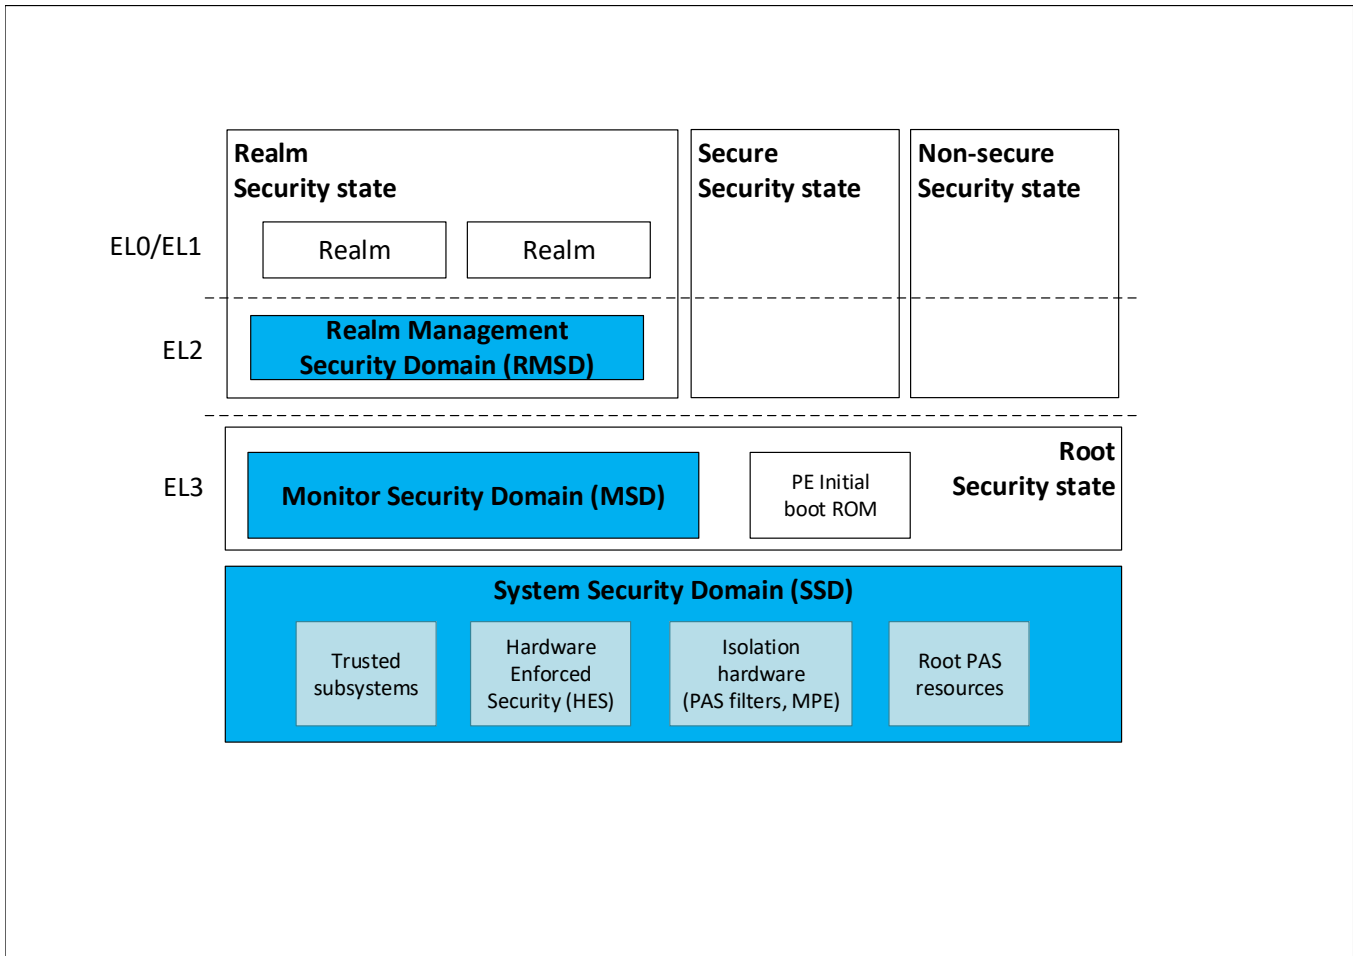 Realm
Security state
Secure
Security state
Non-secure
Security state
EL0/EL1
Realm
Realm
EL2
Realm Management
Security Domain (RMSD)
EL3
Monitor Security Domain (MSD)
PE Initial
boot ROM
Root
Security state
System Security Domain (SSD)
Trusted
subsystems
Hardware
Enforced
Security (HES)
Isolation
hardware
(PAS filters, MPE)
Root PAS
resources